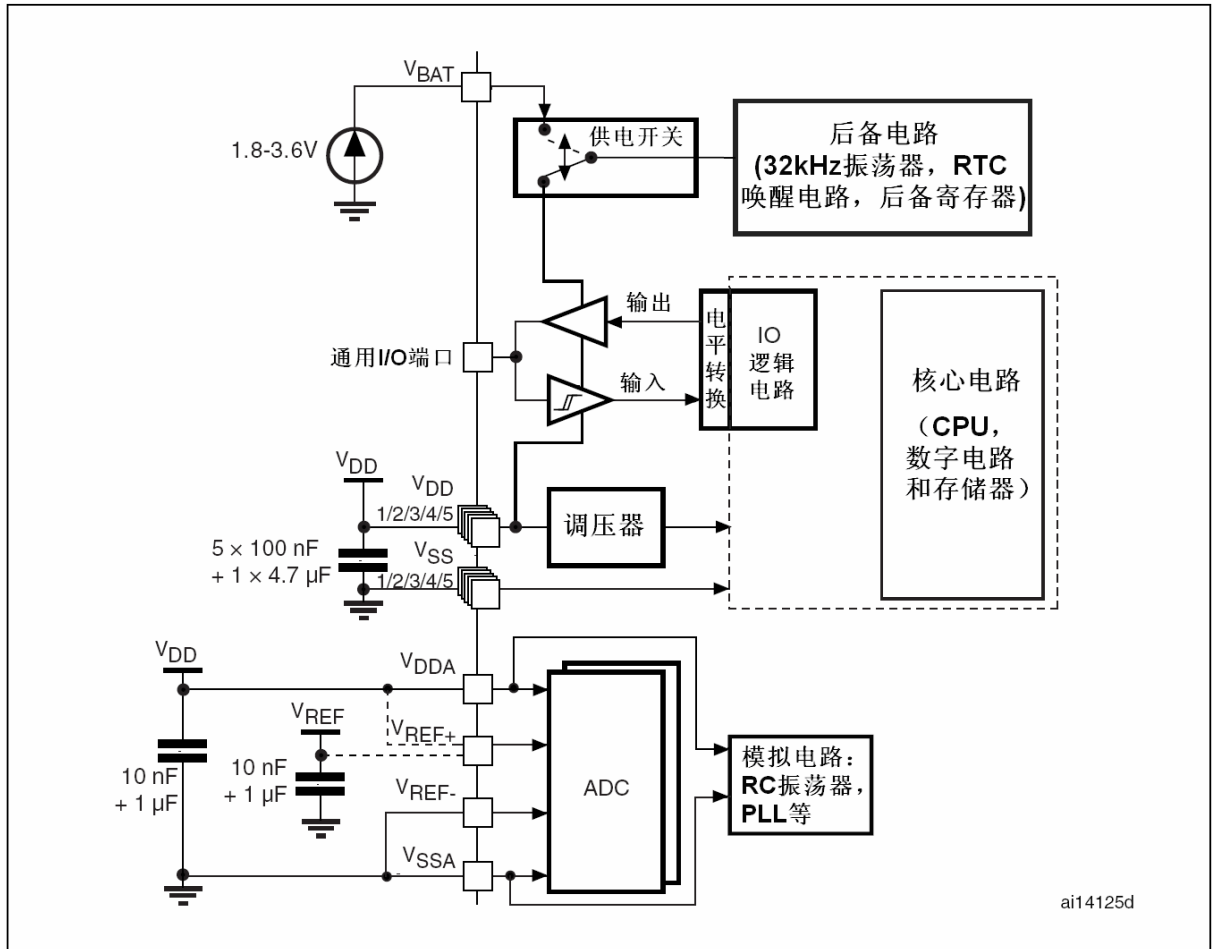 VBAT
1.8-3.6V
供电开关
后备电路
(32kHz振荡器，RTC
唤醒电路，后备寄存器)
输出
通用I/O端口
输入
电平转换
IO
逻辑
电路
核心电路
（CPU，
数字电路
和存储器）
VDD
VDD
1/2/3/4/5
调压器
5 × 100 nF
+ 1 × 4.7 µF
VSS
1/2/3/4/5
VDD
VDDA
VREF
VREF+
10 nF
+ 1 µF
10 nF
+ 1 µF
VREF-
VSSA
ADC
模拟电路：
RC振荡器，
PLL等
ai14125d